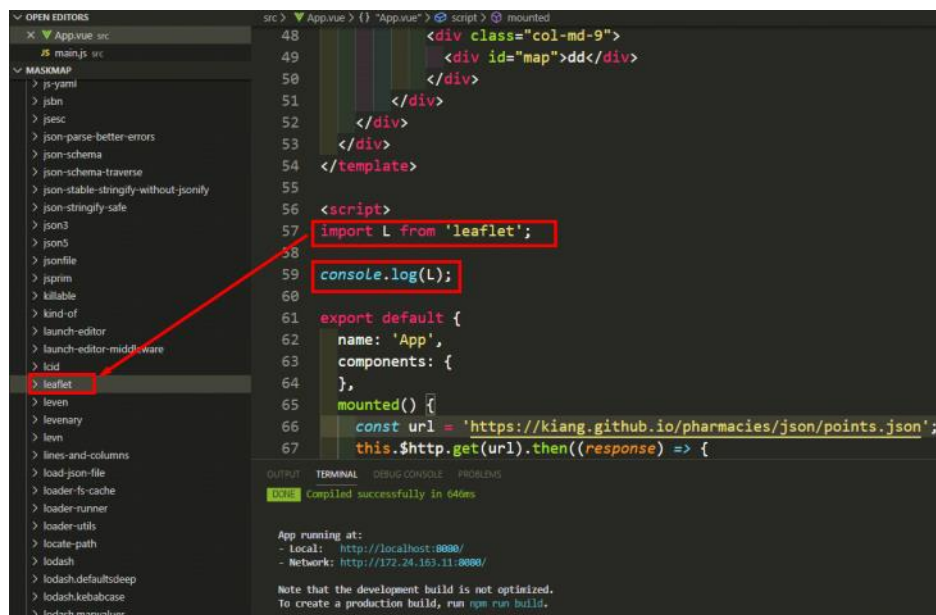 OPEN EDITORS
App.vue src
JS main.js src
MASKMAP
js-yaml
jsbn
jsesc
json-parse-better-errors
json-schema
json-schema-traverse
json-stable-stringify-without-jsonify
json-stringify-safe
json3
json5
jsonfile
jsprim
killable
kind-of
launch-editor
launch-editor-middleware
lcid
leaflet
leven
levenary
levn
lines-and-columns
load-json-file
loader-fs-cache
loader-runner
loader-utils
locate-path
lodash
lodash.defaultsdeep
lodash.kebabcase
src > App.vue > {} "App.vue" > script > mounted
48 <div class="col-md-9">
49 <div id="map">dd</div>
50 </div>
51 </div>
52 </div>
53 </div>
54 </template>
55
56 <script>
57 import L from 'leaflet';
58
59 console.log(L);
60
61 export default {
62 name: 'App',
63 components: {
64 },
65 mounted() {
66 const url = 'https://kiang.github.io/pharmacies/json/points.json';
67 this.$http.get(url).then((response) => {
OUTPUT TERMINAL DEBUG CONSOLE PROBLEMS
DONE Compiled successfully in 646ms
App running at:
- Local: http://localhost:8080/
- Network: http://172.24.163.11:8080/
Note that the development build is not optimized.
To create a production build, run npm run build.